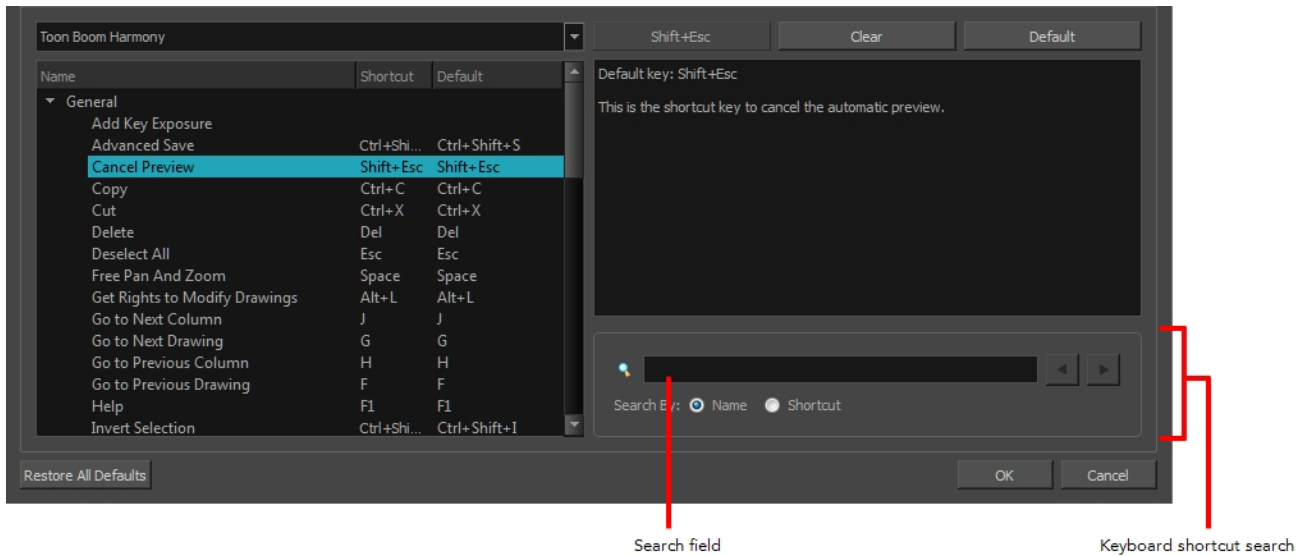 Toon Boom Harmony
Shift+Esc Clear Default
Name Shortcut Default
General
Add Key Exposure
Advanced Save Ctrl+Shi... Ctrl+Shift+S
Cancel Preview Shift+Esc Shift+Esc
Copy Ctrl+C Ctrl+C
Cut Ctrl+X Ctrl+X
Delete Del Del
Deselect All Esc Esc
Free Pan And Zoom Space Space
Get Rights to Modify Drawings Alt+L Alt+L
Go to Next Column J J
Go to Next Drawing G G
Go to Previous Column H H
Go to Previous Drawing F F
Help F1 F1
Invert Selection Ctrl+Shi... Ctrl+Shift+I
Default key: Shift+Esc
This is the shortcut key to cancel the automatic preview.
Search By: Name Shortcut
Restore All Defaults OK Cancel
Search field Keyboard shortcut search